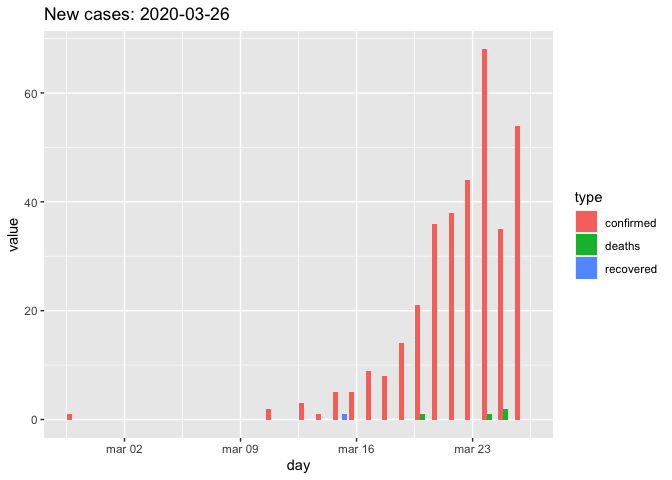 New cases: 2020-03-26
value
60
40
20
0
mar 02 mar 09 mar 16 mar 23
day
type
confirmed
deaths
recovered